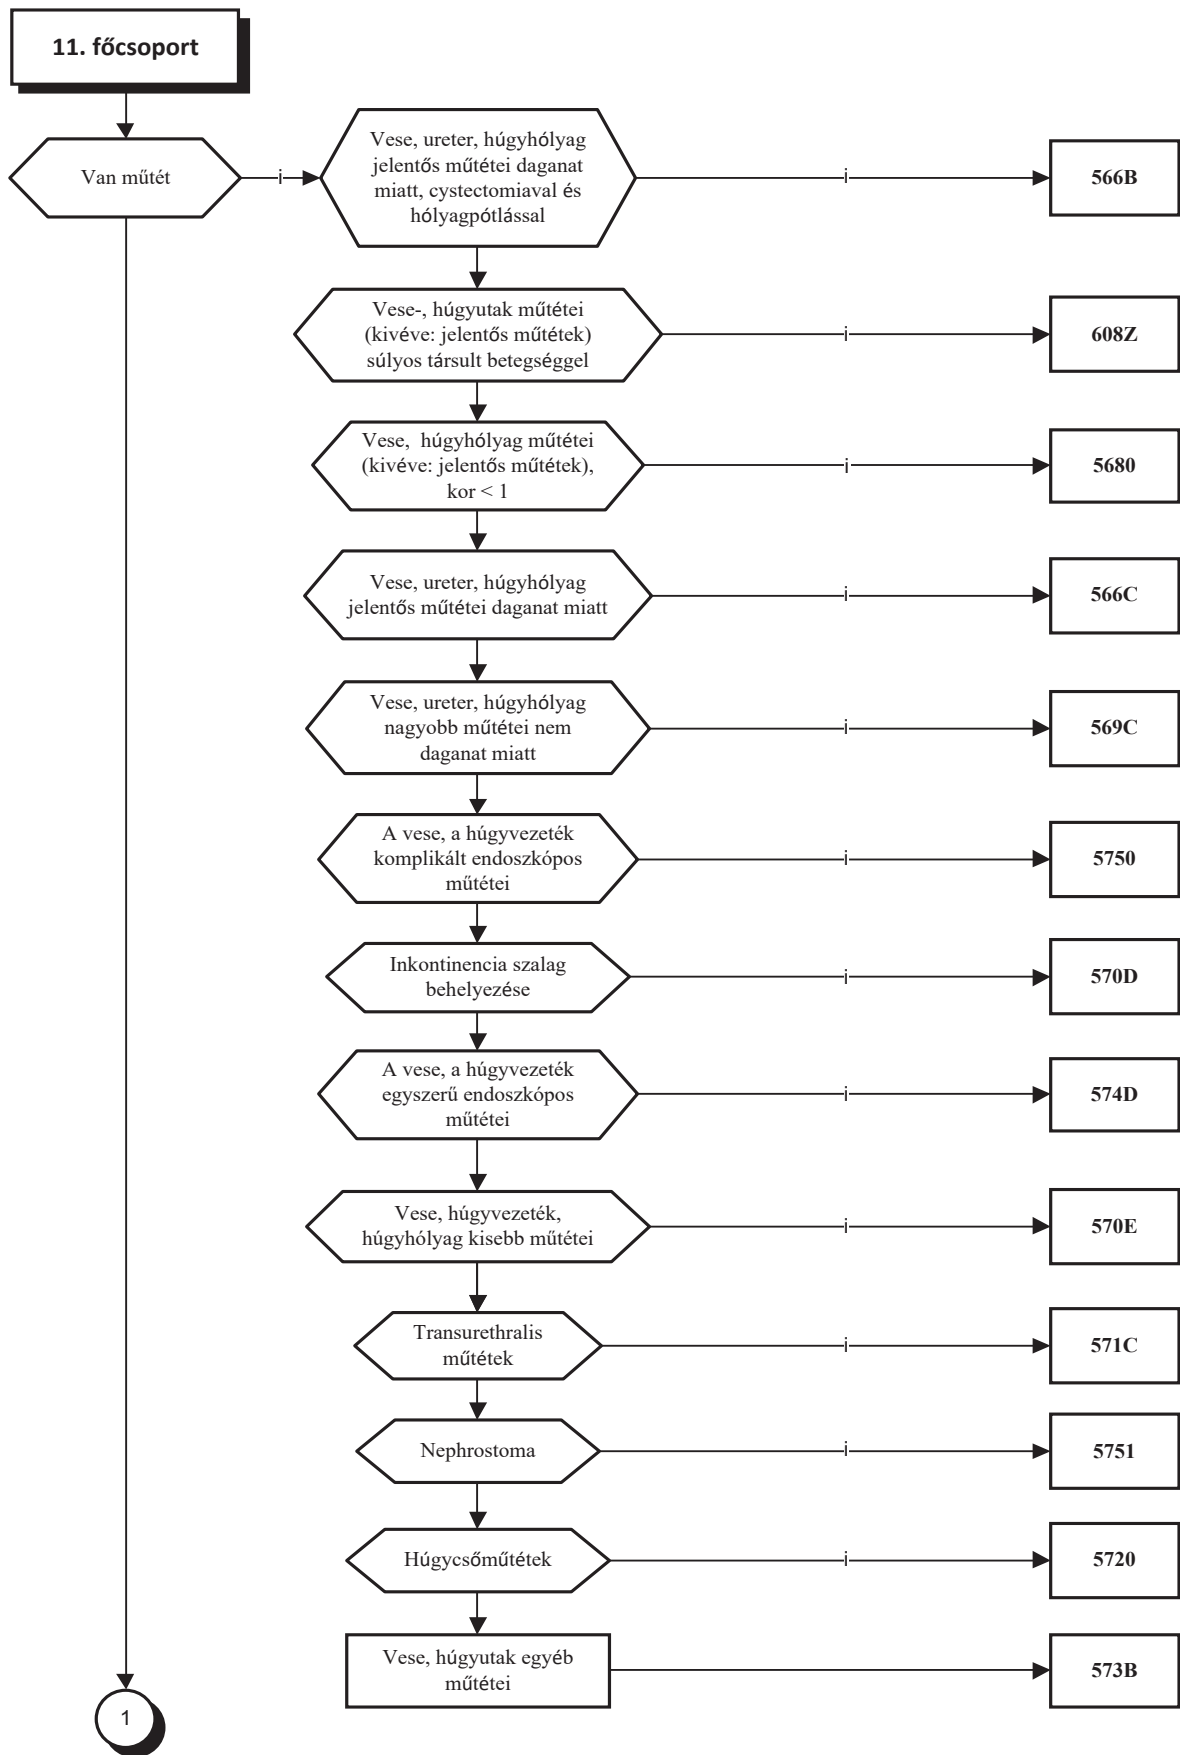 11. főcsoport
Van műtét
i
Vese, ureter, húgyhólyag
jelentős műtétei daganat
miatt, cystectomiaval és
hólyagpótlással
i
566B
Vese-, húgyutak műtétei
(kivéve: jelentős műtétek)
súlyos társult betegséggel
i
608Z
Vese, húgyhólyag műtétei
(kivéve: jelentős műtétek),
kor < 1
i
5680
Vese, ureter, húgyhólyag
jelentős műtétei daganat miatt
i
566C
Vese, ureter, húgyhólyag
nagyobb műtétei nem
daganat miatt
i
569C
A vese, a húgyvezeték
komplikált endoszkópos
műtétei
i
5750
Inkontinencia szalag
behelyezése
i
570D
A vese, a húgyvezeték
egyszerű endoszkópos
műtétei
i
574D
Vese, húgyvezeték,
húgyhólyag kisebb műtétei
i
570E
Transurethralis
műtétek
i
571C
Nephrostoma
i
5751
Húgycsőműtétek
i
5720
Vese, húgyutak egyéb
műtétei
573B
1